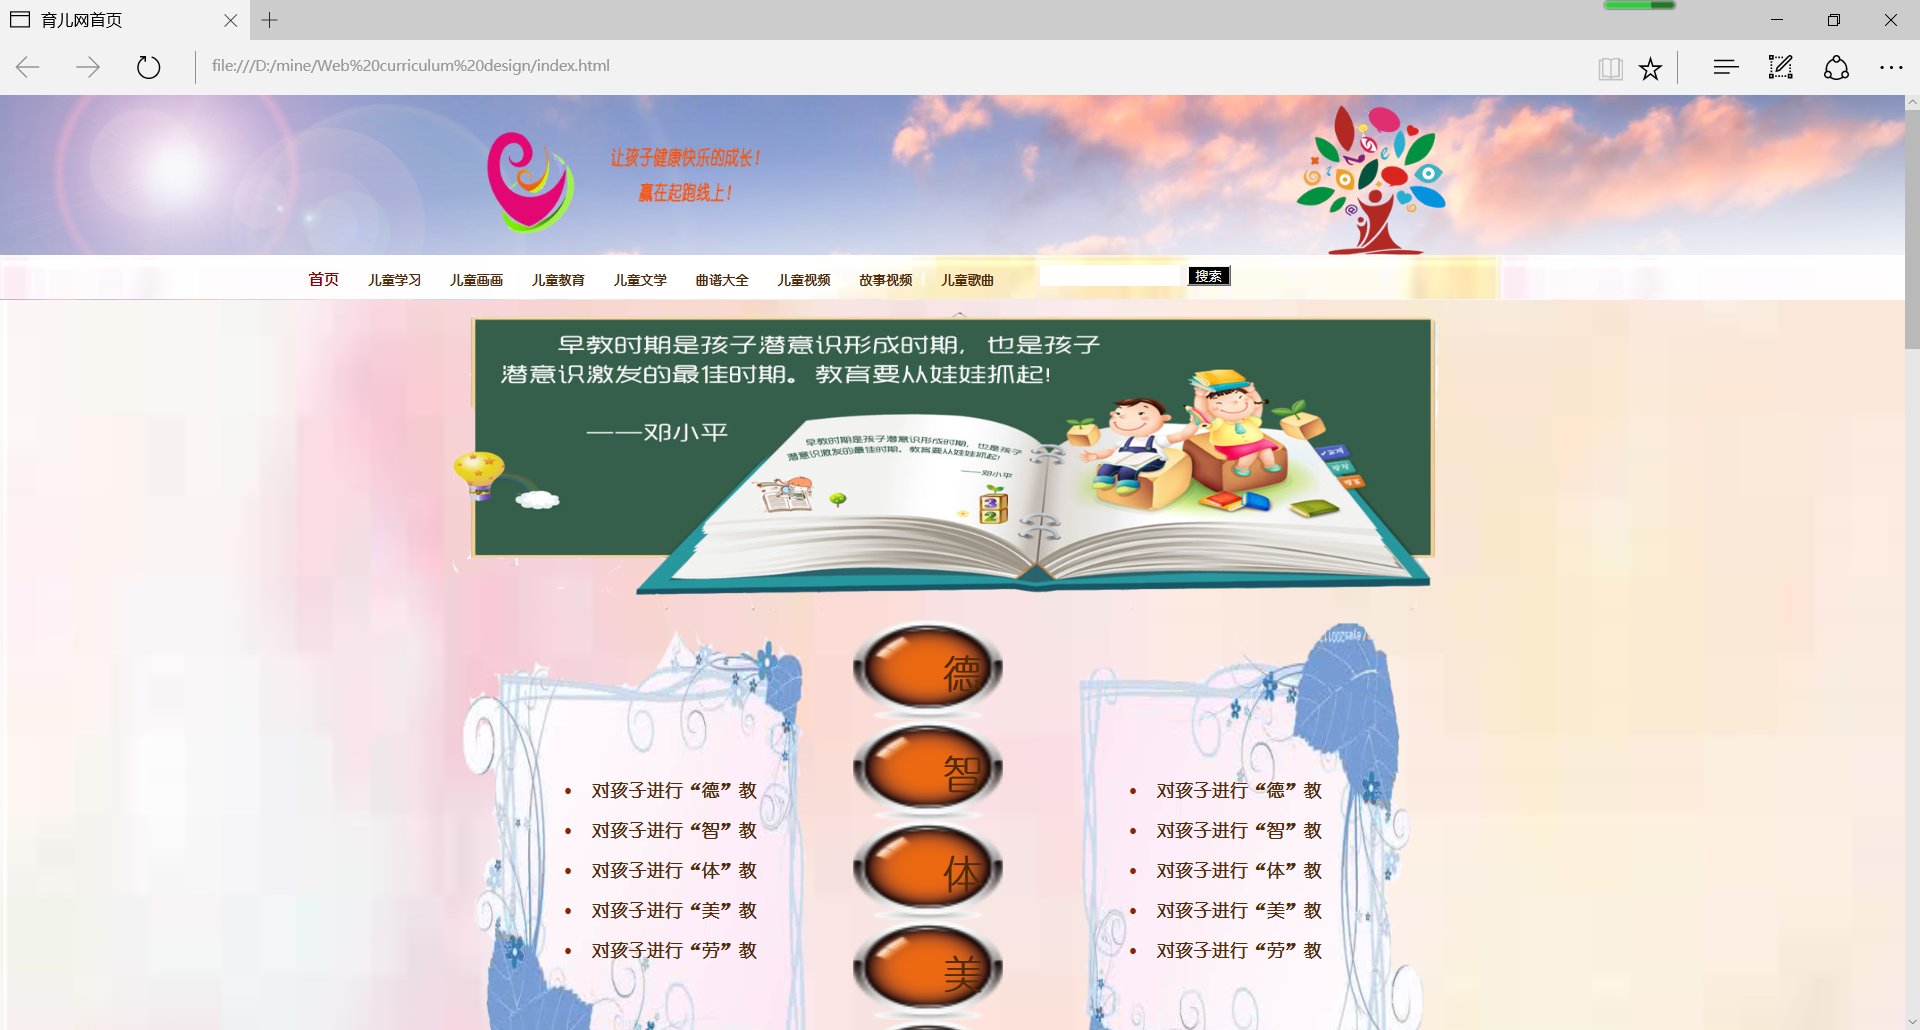 育儿网首页
file:///D:/mine/Web%20curriculum%20design/index.html
让孩子健康快乐的成长！
赢在起跑线上！
首页 儿童学习 儿童画画 儿童教育 儿童文学 曲谱大全 儿童视频 故事视频 儿童歌曲 搜索
早教时期是孩子潜意识形成时期，也是孩子
潜意识激发的最佳时期。教育要从娃娃抓起!
——邓小平
早教时期是孩子潜意识形成时期，也是孩子
潜意识激发的最佳时期。教育要从娃娃抓起!
——邓小平
3
2
德
智
体
美
• 对孩子进行“德”教
• 对孩子进行“智”教
• 对孩子进行“体”教
• 对孩子进行“美”教
• 对孩子进行“劳”教
• 对孩子进行“德”教
• 对孩子进行“智”教
• 对孩子进行“体”教
• 对孩子进行“美”教
• 对孩子进行“劳”教